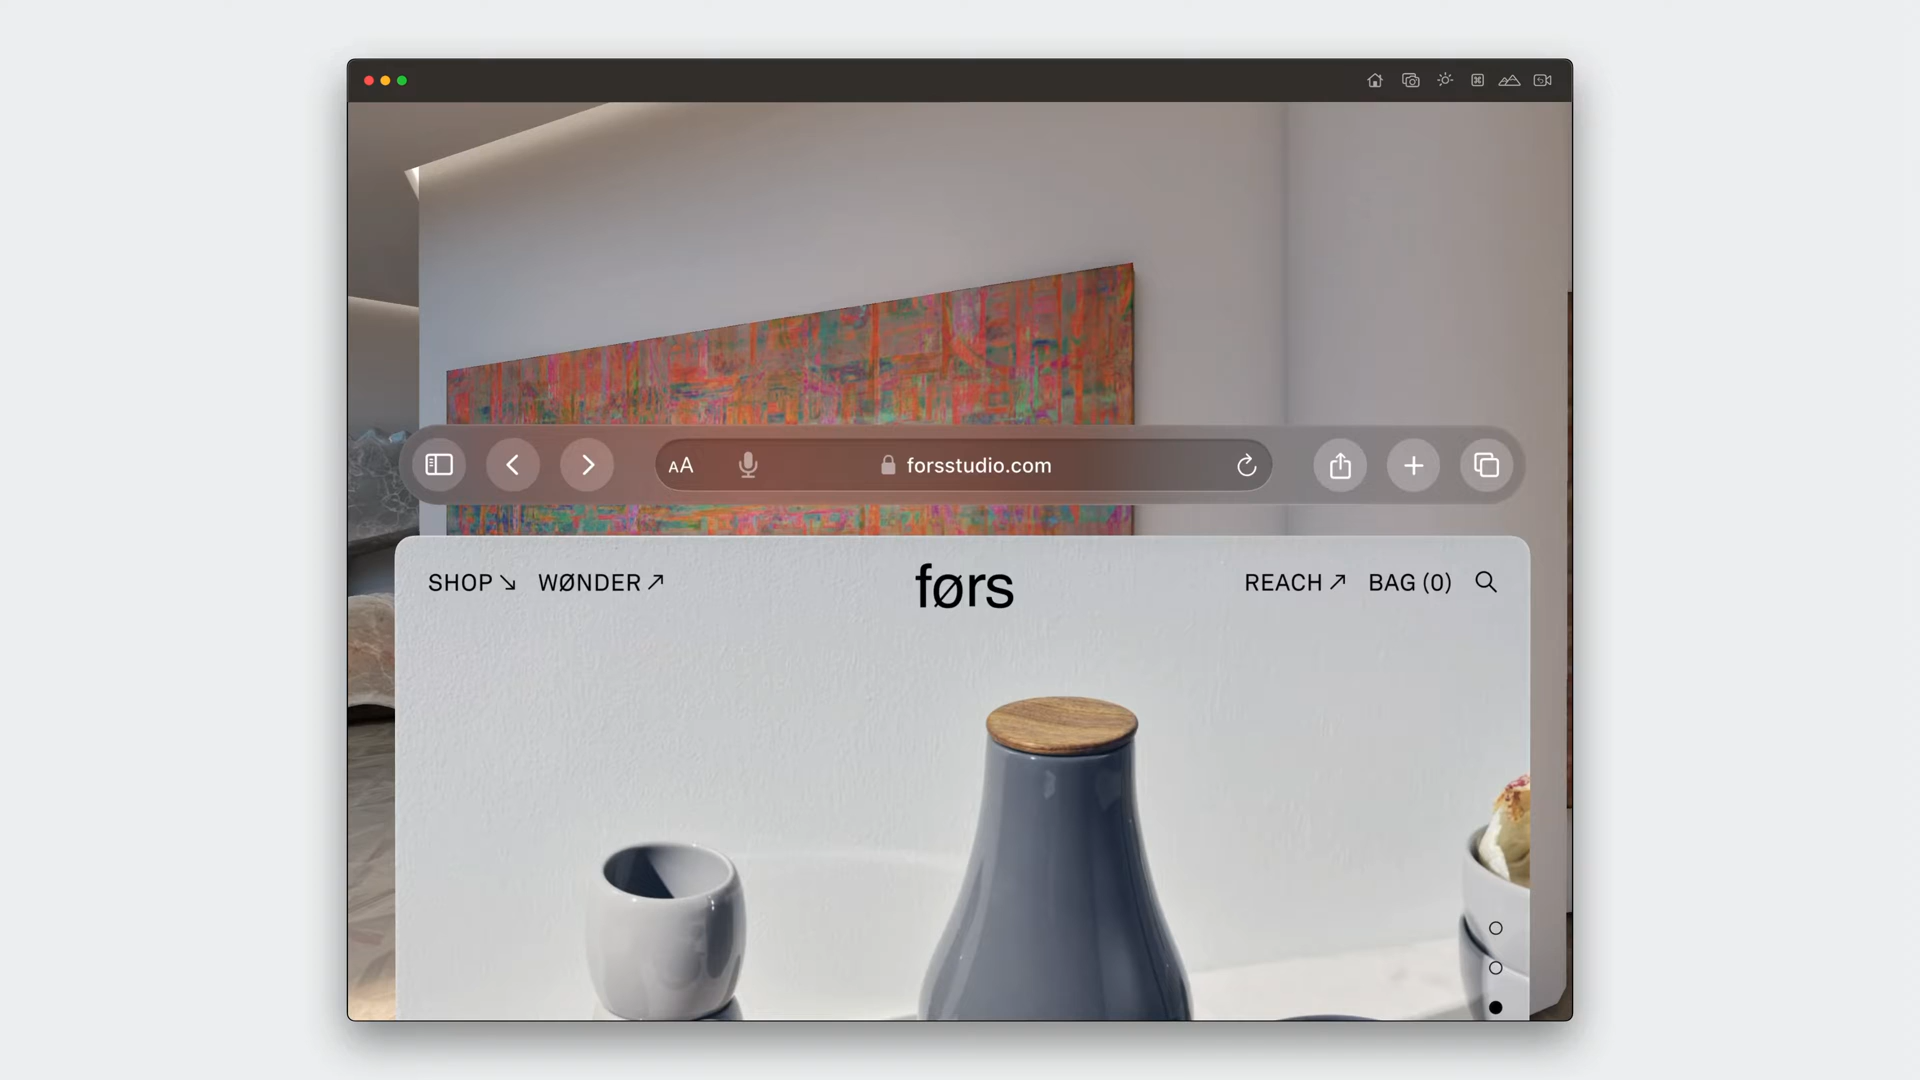 AA forsstudio.com
SHOP ↘ WØNDER ↗ førs REACH ↗ BAG (0)